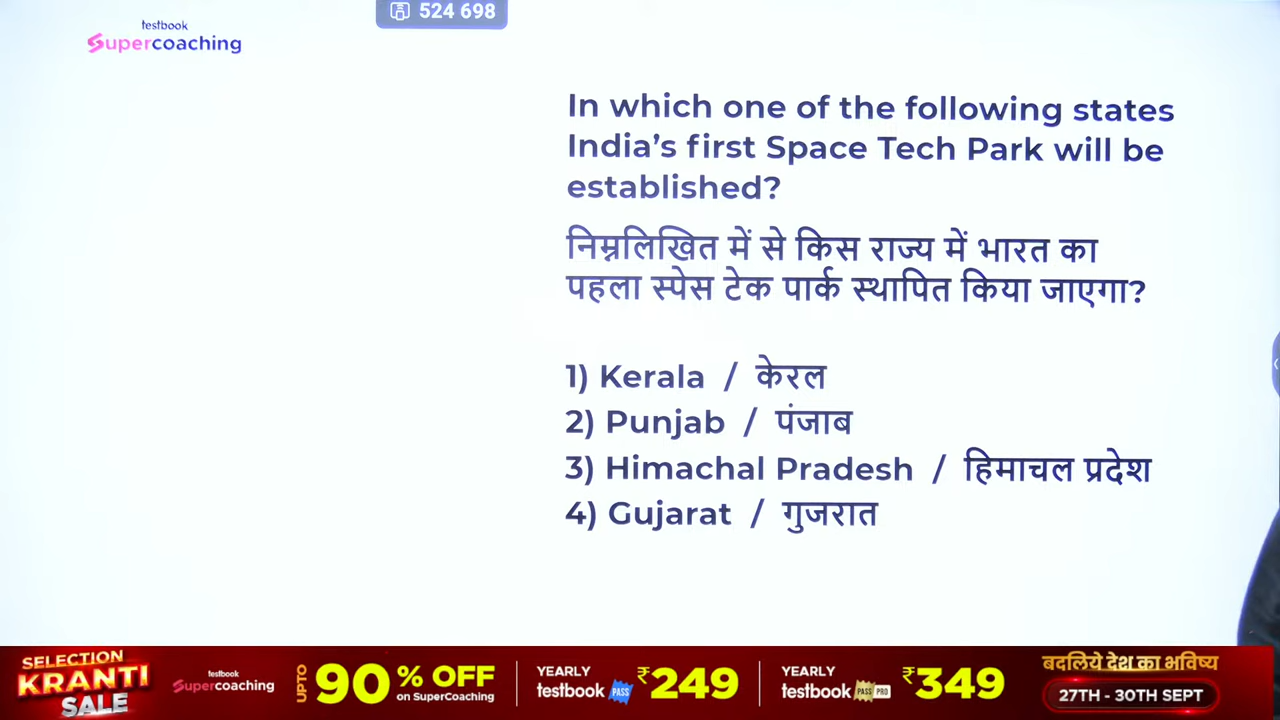 testbook
Supercoaching
524 698
In which one of the following states
India's first Space Tech Park will be
established?
निम्नलिखित में से किस राज्य में भारत का
पहला स्पेस टेक पार्क स्थापित किया जाएगा?
1) Kerala / केरल
2) Punjab / पंजाब
3) Himachal Pradesh / हिमाचल प्रदेश
4) Gujarat / गुजरात
SELECTION
KRANTI
SALE
testbook
Supercoaching
UPTO
90% OFF
on SuperCoaching
YEARLY
testbook PASS
₹249
YEARLY
testbook PASS PRO
₹349
बदलिये देश का भविष्य
27TH - 30TH SEPT